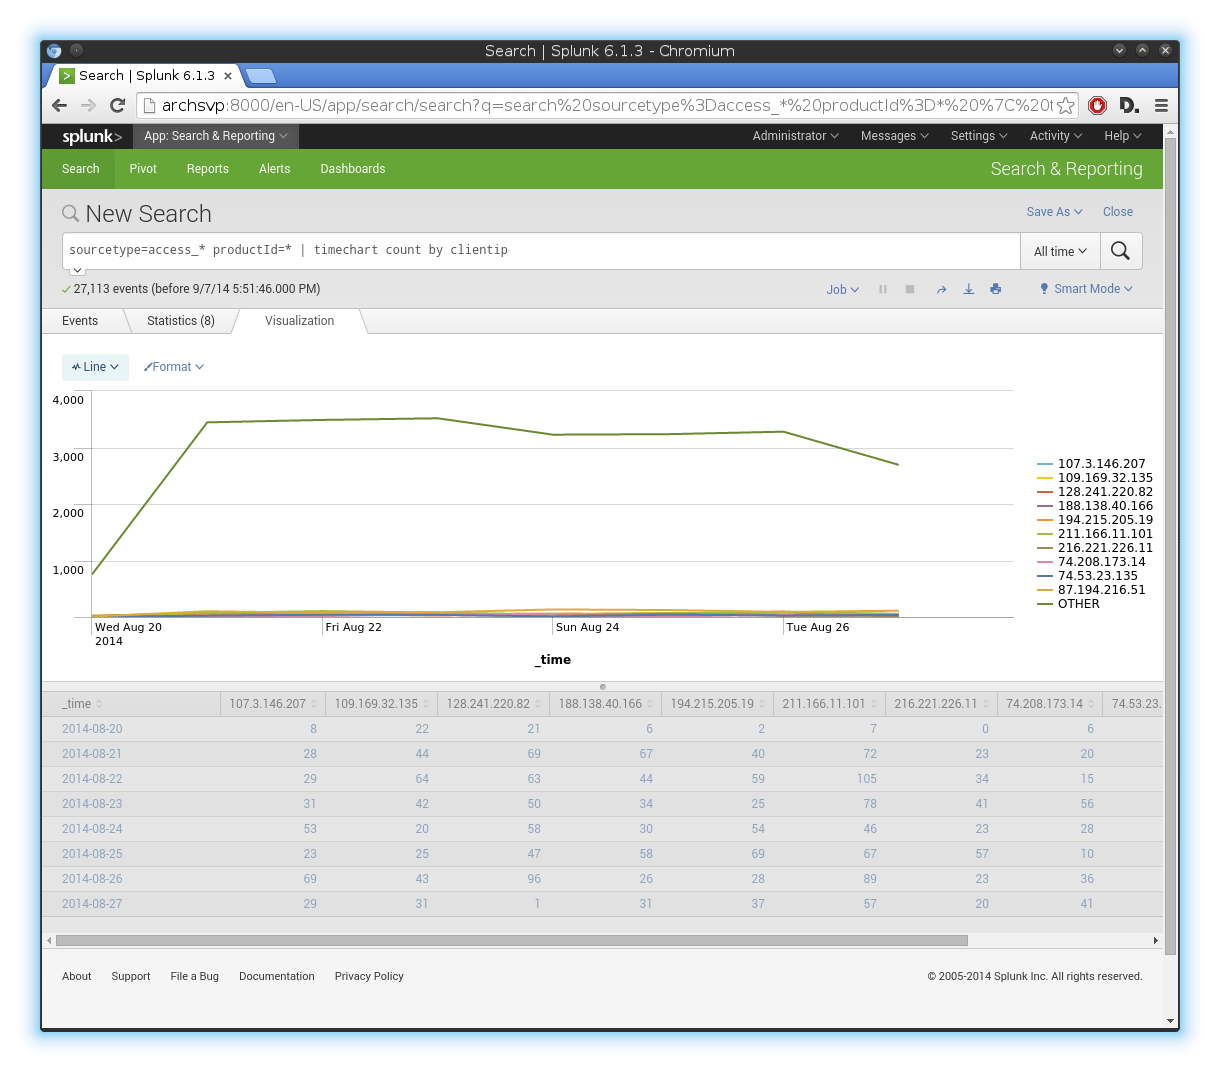 Search | Splunk 6.1.3 - Chromium
Search | Splunk 6.1.3 ×
archsvp:8000/en-US/app/search/search?q=search%20sourcetype%3Daccess_*%20productId%3D*%20%7C%20t
D.
splunk> App: Search & Reporting Administrator Messages Settings Activity Help
Search Pivot Reports Alerts Dashboards Search & Reporting
New Search Save As Close
sourcetype=access_* productId=* | timechart count by clientip All time
27,113 events (before 9/7/14 5:51:46.000 PM) Job Smart Mode
Events Statistics (8) Visualization
Line Format
4,000
3,000
2,000
1,000
107.3.146.207
109.169.32.135
128.241.220.82
188.138.40.166
194.215.205.19
211.166.11.101
216.221.226.11
74.208.173.14
74.53.23.135
87.194.216.51
OTHER
Wed Aug 20 Fri Aug 22 Sun Aug 24 Tue Aug 26
2014
_time
_time 107.3.146.207 109.169.32.135 128.241.220.82 188.138.40.166 194.215.205.19 211.166.11.101 216.221.226.11 74.208.173.14 74.53.23.
2014-08-20 8 22 21 6 2 7 0 6
2014-08-21 28 44 69 67 40 72 23 20
2014-08-22 29 64 63 44 59 105 34 15
2014-08-23 31 42 50 34 25 78 41 56
2014-08-24 53 20 58 30 54 46 23 28
2014-08-25 23 25 47 58 69 67 57 10
2014-08-26 69 43 96 26 28 89 23 36
2014-08-27 29 31 1 31 37 57 20 41
About Support File a Bug Documentation Privacy Policy © 2005-2014 Splunk Inc. All rights reserved.